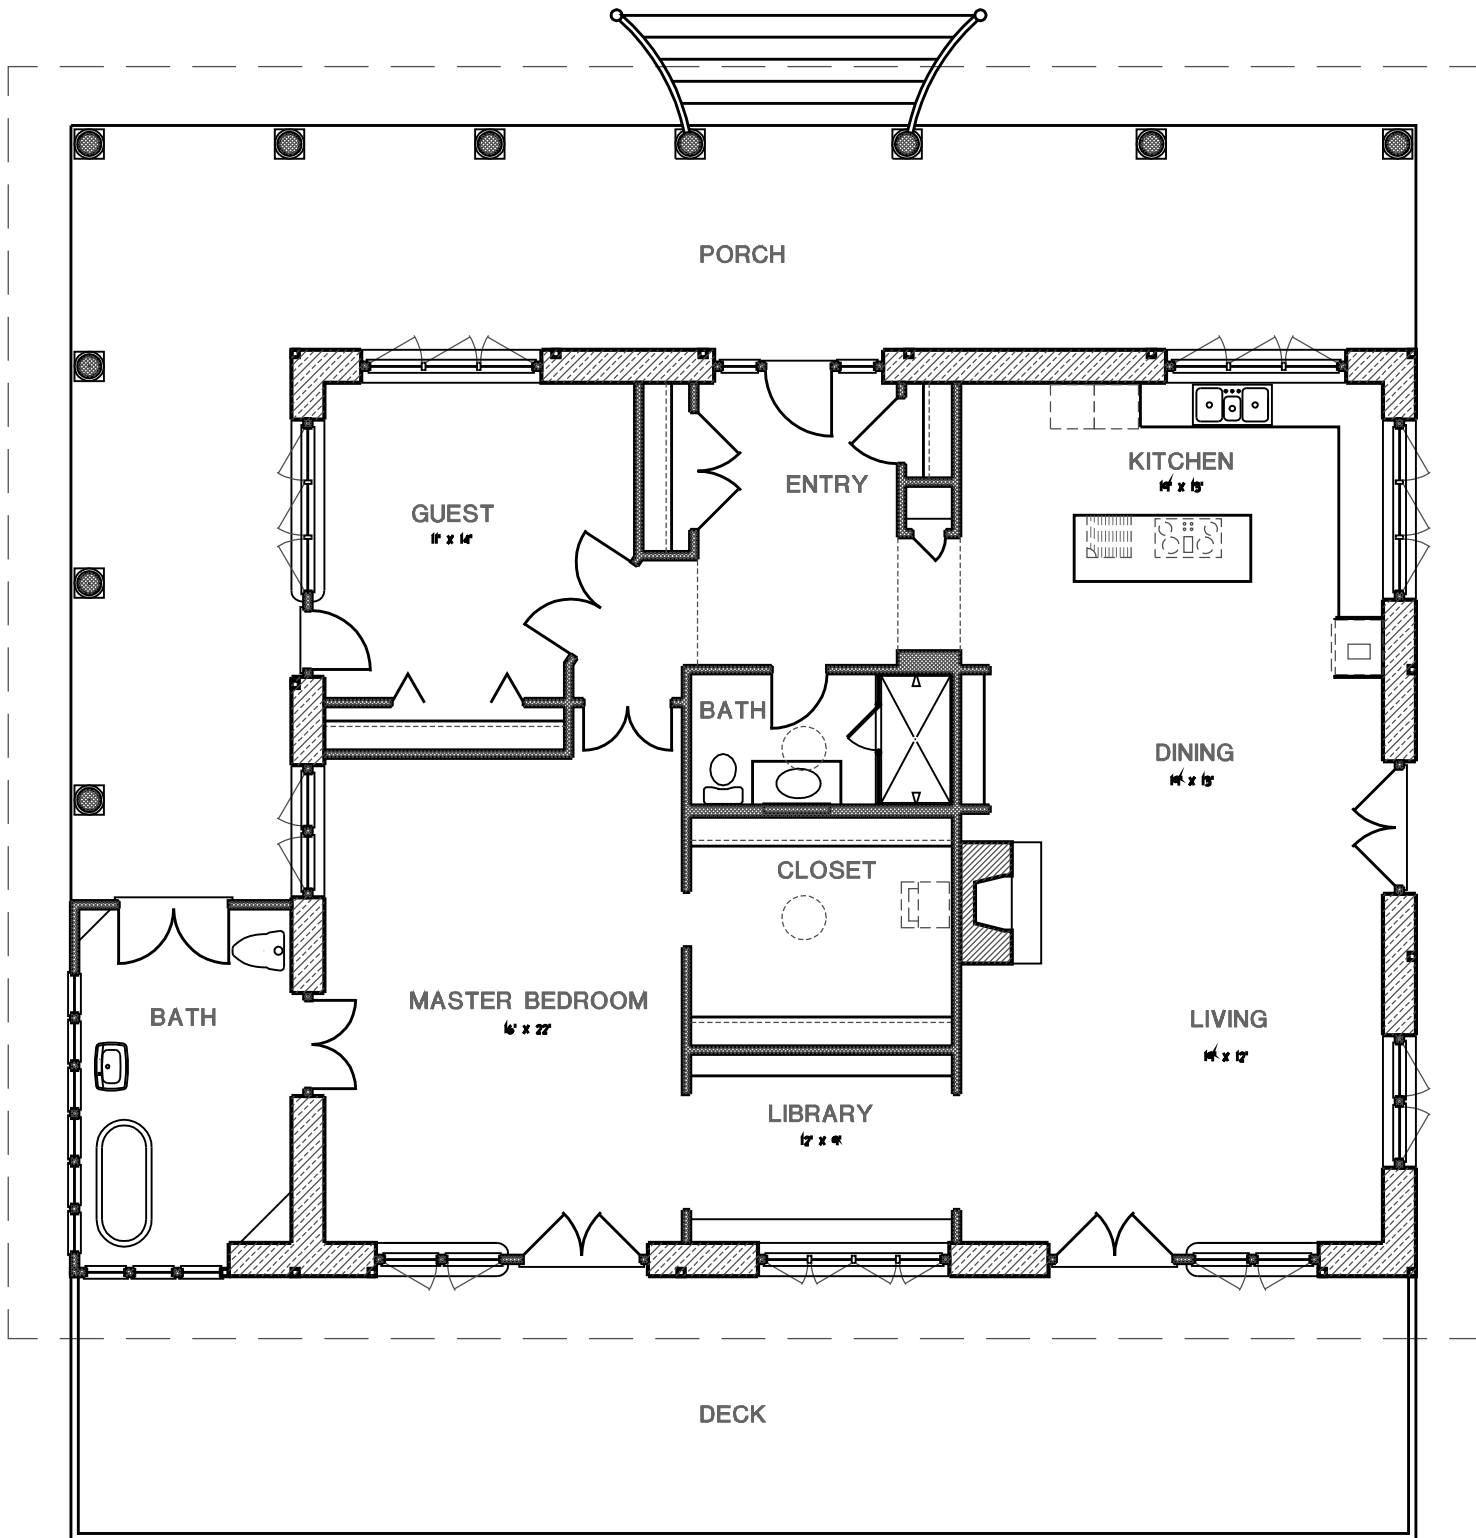 PORCH
KITCHEN
14' x 13'
ENTRY
GUEST
11' x 14'
BATH
DINING
14' x 13'
CLOSET
MASTER BEDROOM
16' x 22'
BATH
LIVING
14' x 12'
LIBRARY
12' x 9'
DECK